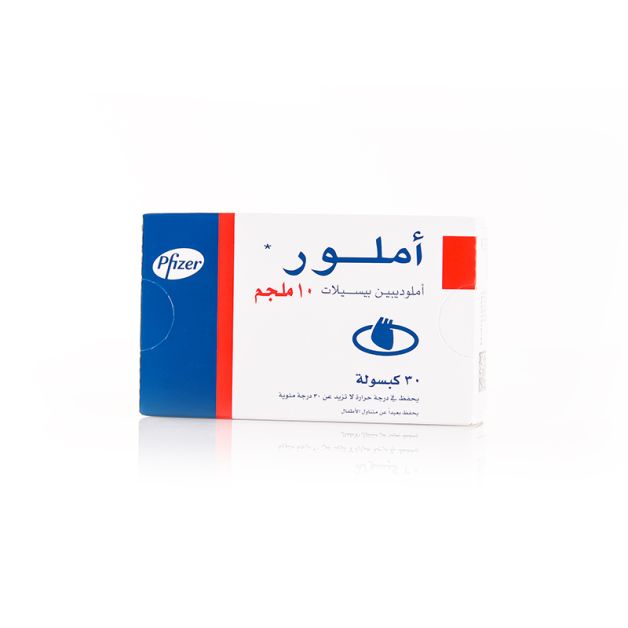 Pfizer
أملور *
أملوديبين بيسيلات ١٠ ملجم
٣٠ كبسولة
يحفظ في درجة حرارة لا تزيد عن ٣٠ درجة مئوية
يحفظ بعيداً عن متناول الأطفال